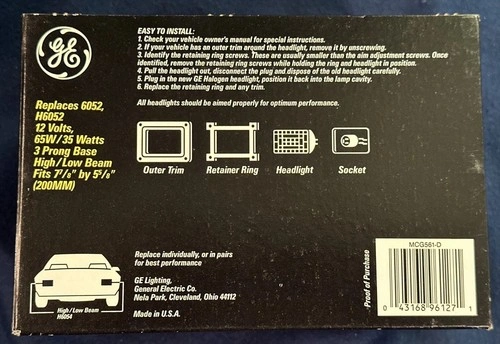 GE
EASY TO INSTALL:
1. Check your vehicle owner's manual for special instructions.
2. If your vehicle has an outer trim around the headlight, remove it by unscrewing.
3. Identify the retaining ring screws. These are usually smaller than the aim adjustment screws. Once
identified, remove the retaining ring screws while holding the ring and headlight in position.
4. Pull the headlight out, disconnect the plug and dispose of the old headlight carefully.
5. Plug in the new GE Halogen headlight, position it back into the lamp cavity.
6. Replace the retaining ring and any trim.
All headlights should be aimed properly for optimum performance.
Replaces 6052,
H6052
12 Volts,
65W/35 Watts
3 Prong Base
High/Low Beam
Fits 7⁷/₈" by 5⁵/₈"
(200MM)
Outer Trim
Retainer Ring
Headlight
Socket
Replace individually, or in pairs
for best performance
GE Lighting,
General Electric Co.
Nela Park, Cleveland, Ohio 44112
Made in U.S.A.
High/Low Beam
H6054
Proof of Purchase
MCG561-D
0 43168 96127 1